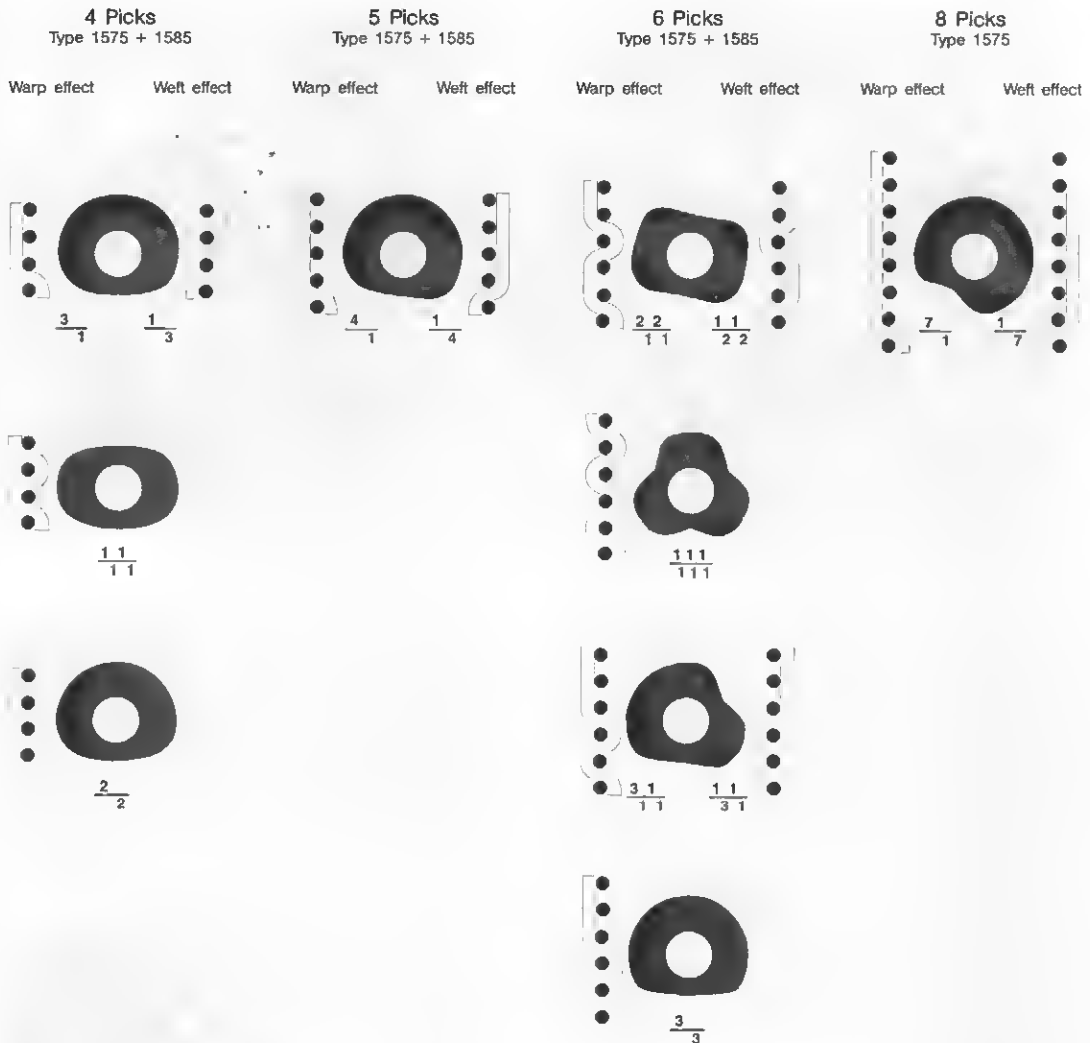 4 Picks 5 Picks 6 Picks 8 Picks
Type 1575 + 1585 Type 1575 + 1585 Type 1575 + 1585 Type 1575
Warp effect Weft effect Warp effect Weft effect Warp effect Weft effect Warp effect Weft effect
3 1 4 1 2 2 1 1 7 1
1 3 1 4 1 1 2 2 1 7
1 1 1 1 1
1 1 1 1 1
2 3 1 1 1
2 1 1 3 1
3
3